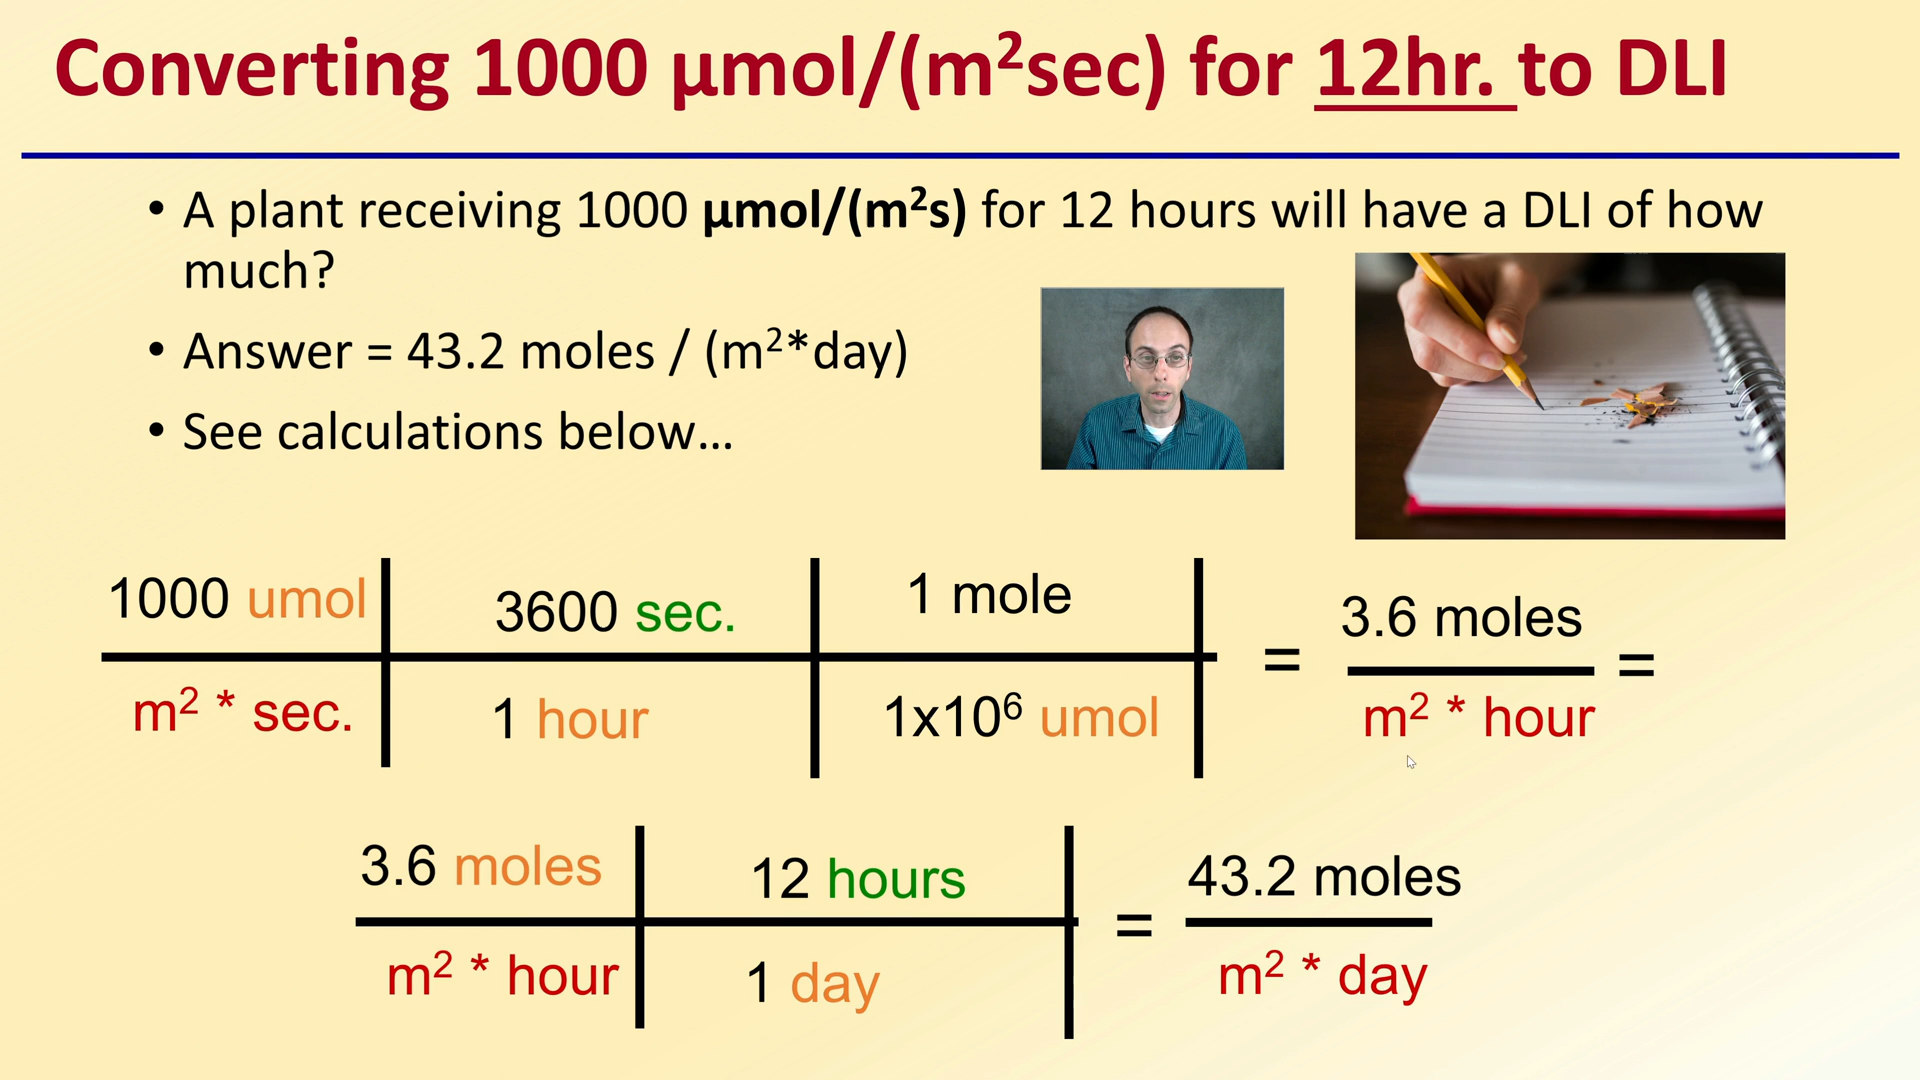 Converting 1000 µmol/(m²sec) for 12hr. to DLI
• A plant receiving 1000 µmol/(m²s) for 12 hours will have a DLI of how
much?
• Answer = 43.2 moles / (m²*day)
• See calculations below...
1000 umol 3600 sec. 1 mole 3.6 moles
= =
m² * sec. 1 hour 1x10⁶ umol m² * hour
3.6 moles 12 hours 43.2 moles
=
m² * hour 1 day m² * day